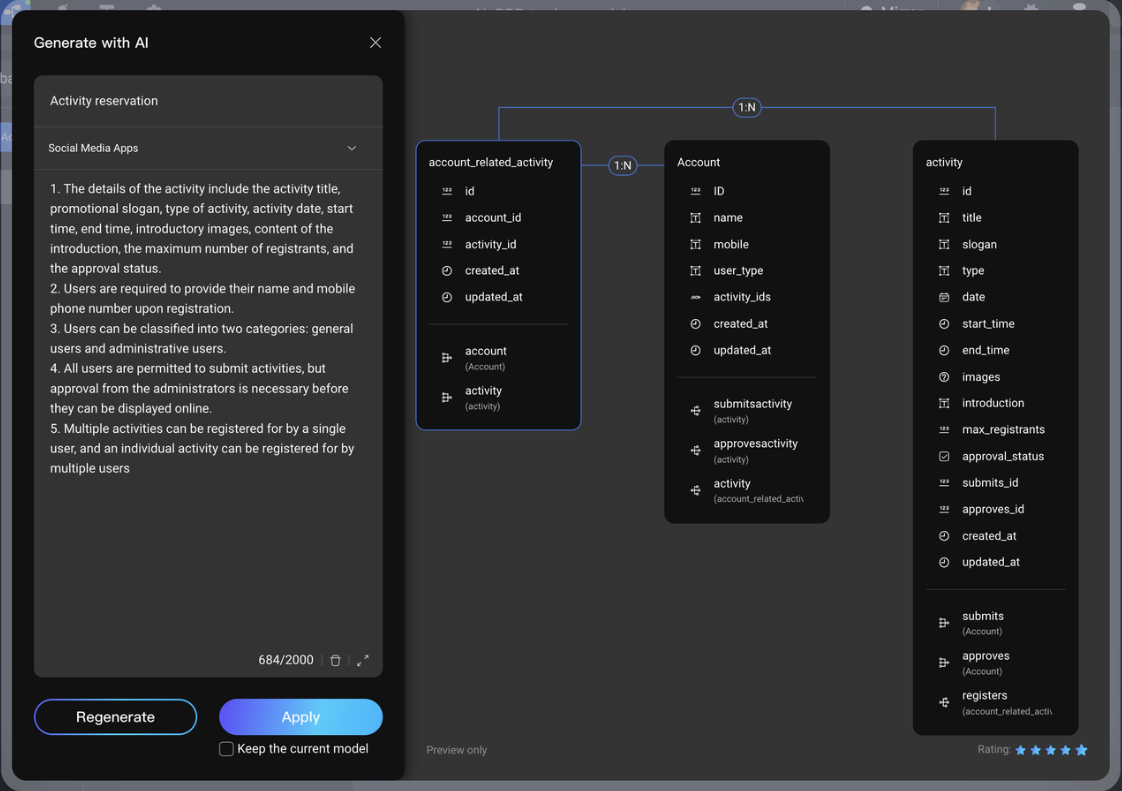 Generate with AI
Activity reservation
Social Media Apps
1. The details of the activity include the activity title,
promotional slogan, type of activity, activity date, start
time, end time, introductory images, content of the
introduction, the maximum number of registrants, and
the approval status.
2. Users are required to provide their name and mobile
phone number upon registration.
3. Users can be classified into two categories: general
users and administrative users.
4. All users are permitted to submit activities, but
approval from the administrators is necessary before
they can be displayed online.
5. Multiple activities can be registered for by a single
user, and an individual activity can be registered for by
multiple users
684/2000
Regenerate
Apply
Keep the current model
1:N
1:N
account_related_activity
123 id
123 account_id
123 activity_id
created_at
updated_at
account
(Account)
activity
(activity)
Account
123 ID
T name
T mobile
T user_type
JSON activity_ids
created_at
updated_at
submitsactivity
(activity)
approvesactivity
(activity)
activity
(account_related_activ
activity
123 id
T title
T slogan
T type
date
start_time
end_time
images
T introduction
123 max_registrants
approval_status
123 submits_id
123 approves_id
created_at
updated_at
submits
(Account)
approves
(Account)
registers
(account_related_activ
Preview only
Rating: